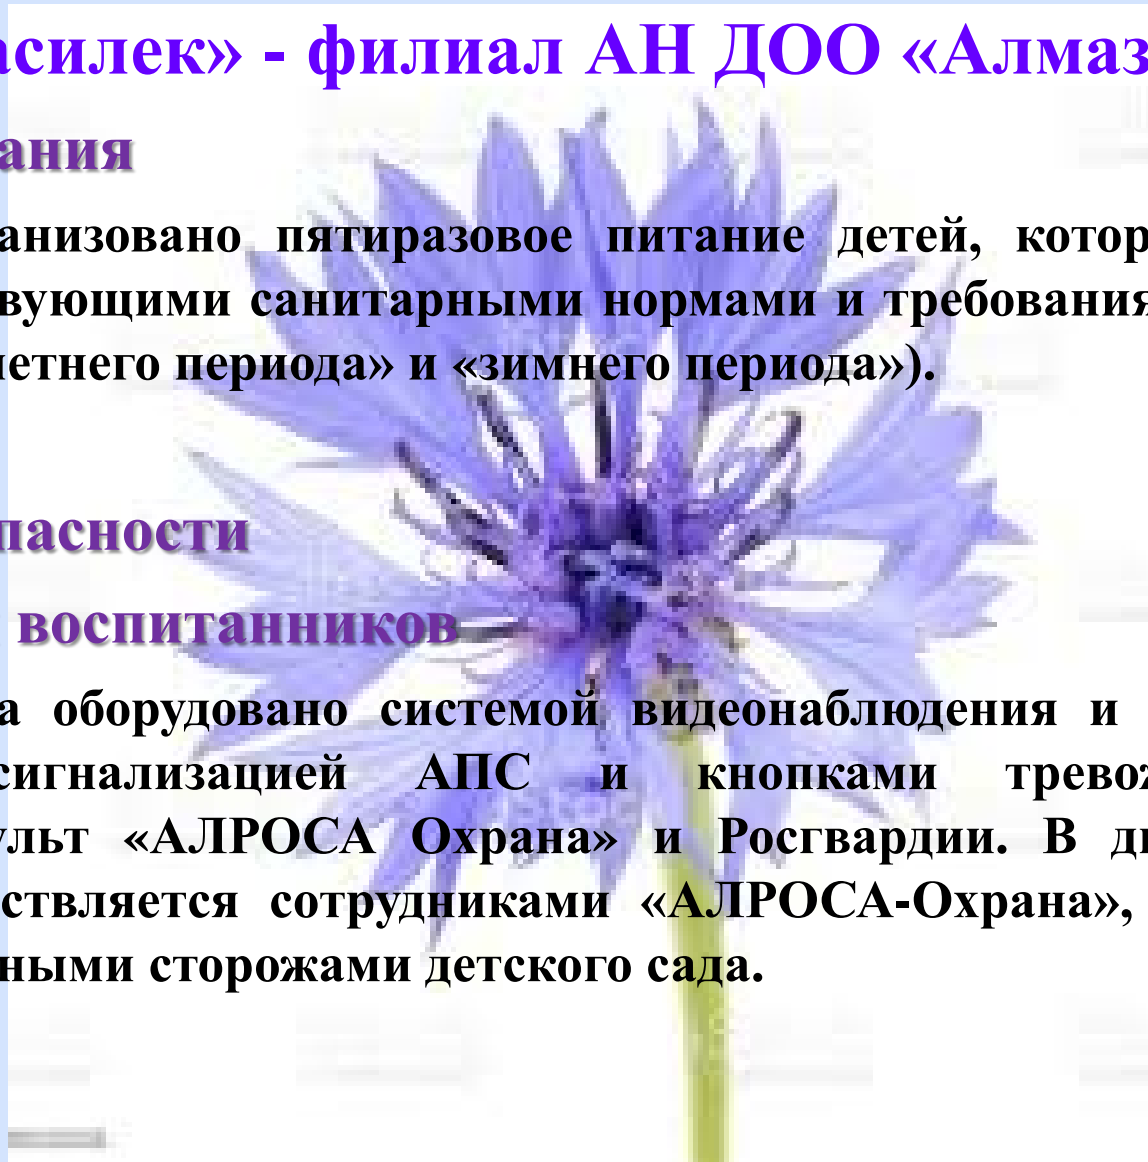 асилек» - филиал АН ДОО «Алмаз
ания
анизовано пятиразовое питание детей, котор
вующими санитарными нормами и требования
летнего периода» и «зимнего периода»).
пасности
воспитанников
а оборудовано системой видеонаблюдения и
сигнализацией АПС и кнопками тревож
ульт «АЛРОСА Охрана» и Росгвардии. В д
ствляется сотрудниками «АЛРОСА-Охрана»,
ными сторожами детского сада.